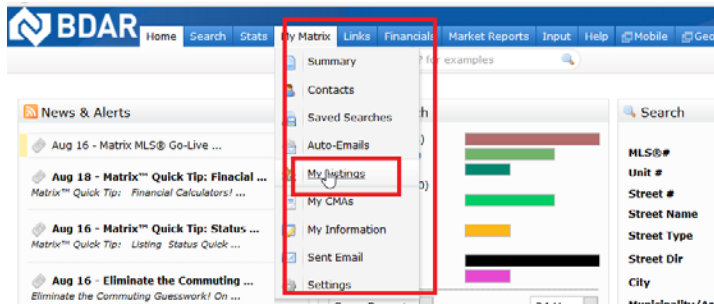 BDAR
Home Search Stats My Matrix Links Financials Market Reports Input Help Mobile Geo
? for examples
Summary
Contacts
Saved Searches
Auto-Emails
My Listings
My CMAs
My Information
Sent Email
Settings
News & Alerts
Aug 16 - Matrix MLS® Go-Live ...
Aug 18 - Matrix™ Quick Tip: Finacial ...
Matrix™ Quick Tip: Financial Calculators! ...
Aug 16 - Matrix™ Quick Tip: Status ...
Matrix™ Quick Tip: Listing Status Quick ...
Aug 16 - Eliminate the Commuting ...
Eliminate the Commuting Guesswork! On ...
Search
MLS®#
Unit #
Street #
Street Name
Street Type
Street Dir
City